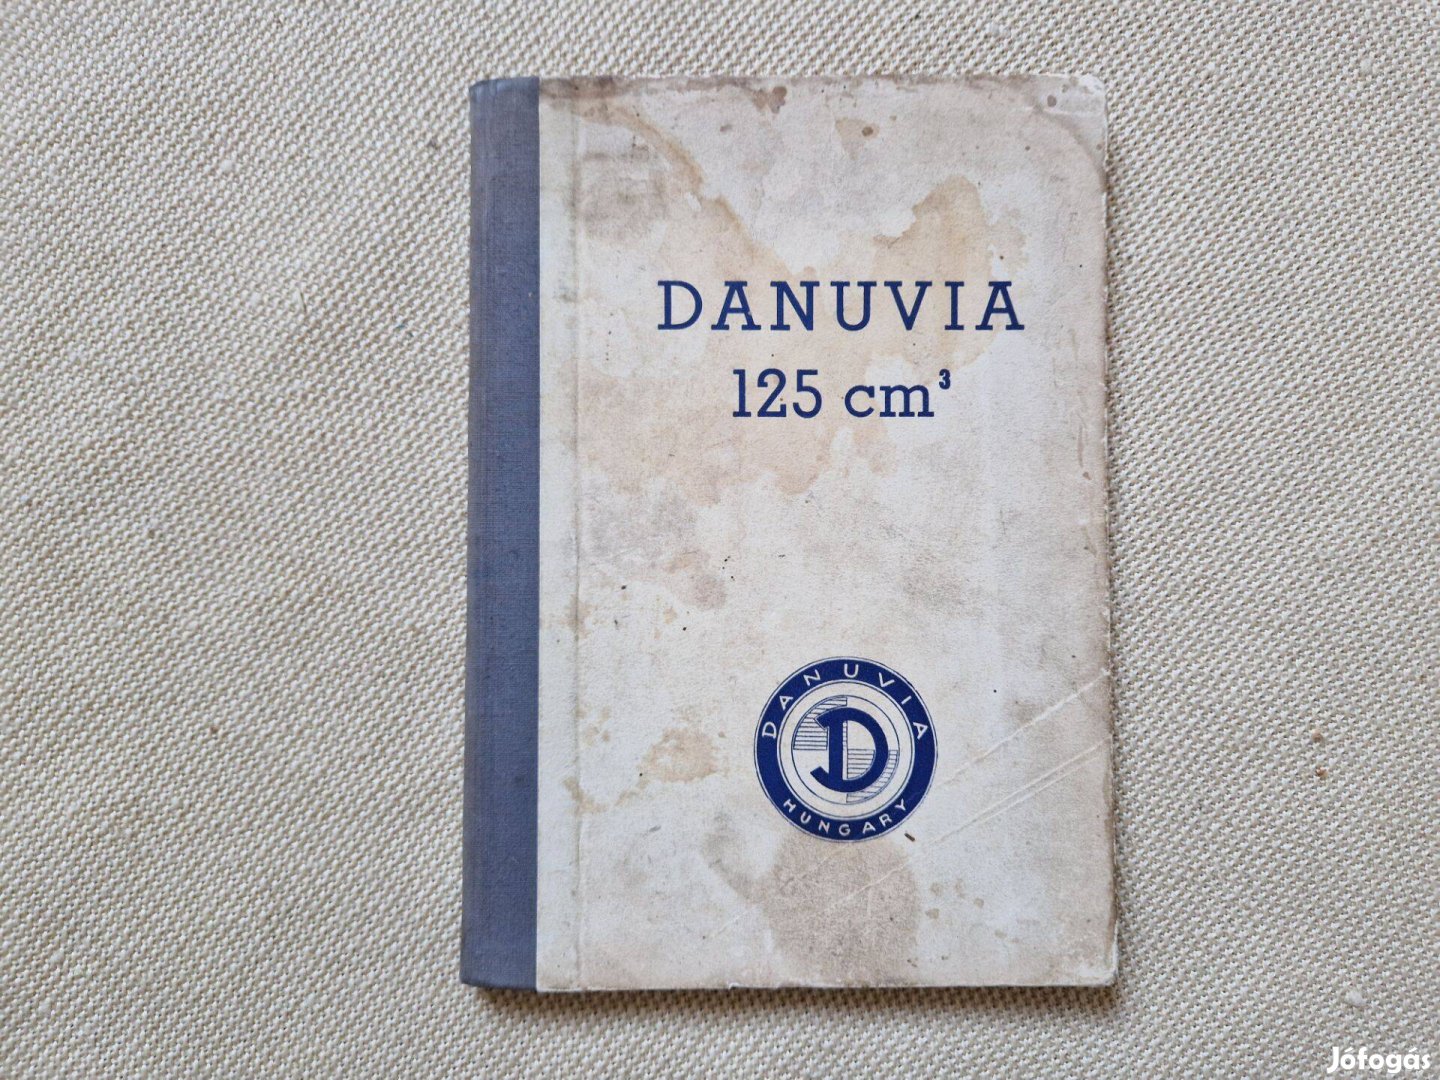 DANUVIA
125 cm³
DANUVIA
D
HUNGARY
Jófogás